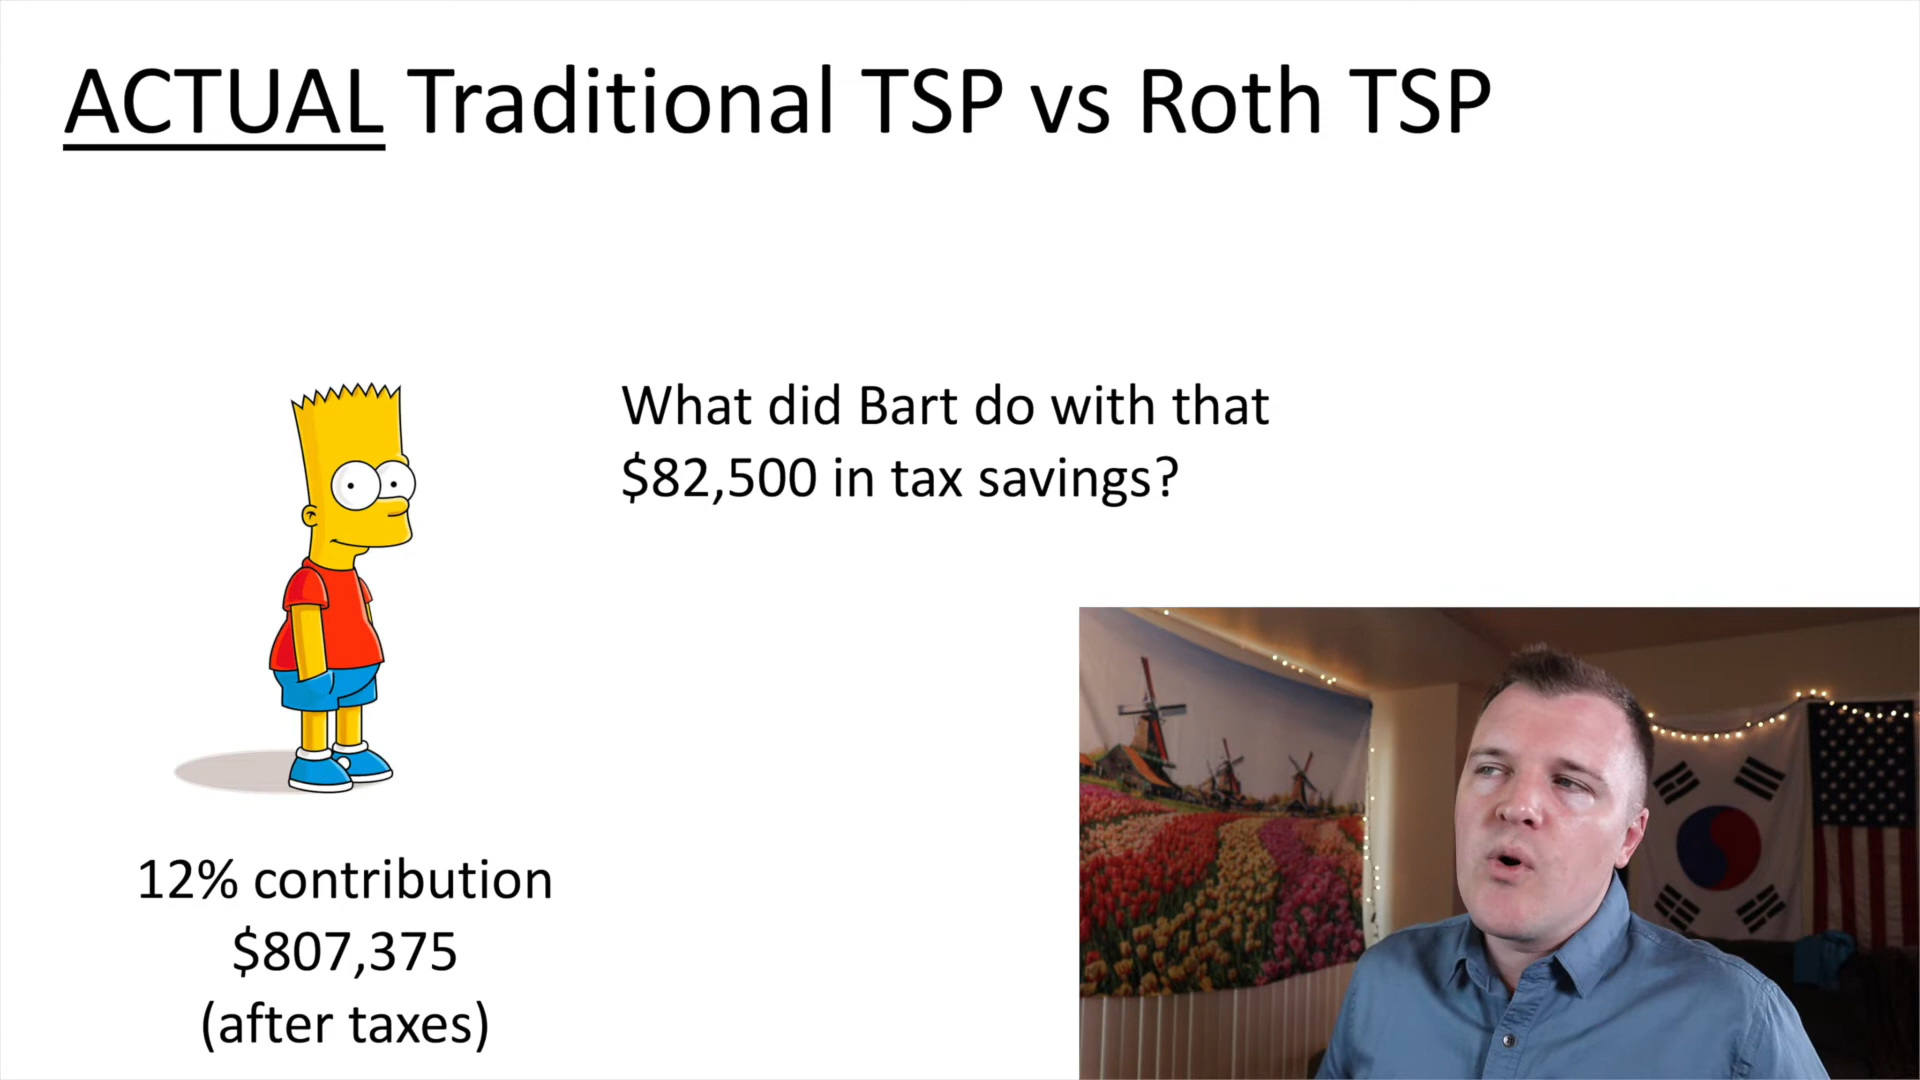 ACTUAL Traditional TSP vs Roth TSP
What did Bart do with that
$82,500 in tax savings?
12% contribution
$807,375
(after taxes)